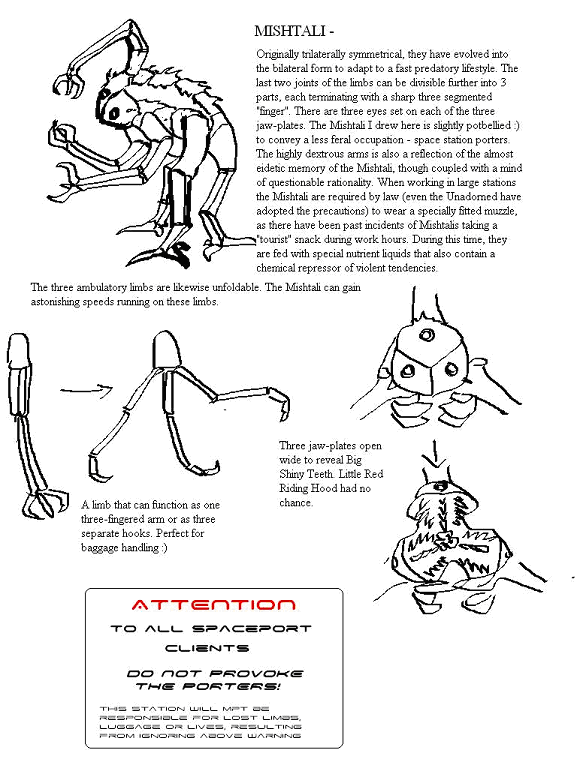 MISHTALI -
Originally trilaterally symmetrical, they have evolved into
the bilateral form to adapt to a fast predatory lifestyle. The
last two joints of the limbs can be divisible further into 3
parts, each terminating with a sharp three segmented
"finger". There are three eyes set on each of the three
jaw-plates. The Mishtali I drew here is slightly potbellied :)
to convey a less feral occupation - space station porters.
The highly dextrous arms is also a reflection of the almost
eidetic memory of the Mishtali, though coupled with a mind
of questionable rationality. When working in large stations
the Mishtali are required by law (even the Unadorned have
adopted the precautions) to wear a specially fitted muzzle,
as there have been past incidents of Mishtalis taking a
"tourist" snack during work hours. During this time, they
are fed with special nutrient liquids that also contain a
chemical repressor of violent tendencies.
The three ambulatory limbs are likewise unfoldable. The Mishtali can gain
astonishing speeds running on these limbs.
Three jaw-plates open
wide to reveal Big
Shiny Teeth. Little Red
Riding Hood had no
chance.
A limb that can function as one
three-fingered arm or as three
separate hooks. Perfect for
baggage handling :)
ATTENTION
TO ALL SPACEPORT
CLIENTS
DO NOT PROVOKE
THE PORTERS!
THIS STATION WILL MPT BE
RESPONSIBLE FOR LOST LIMBS,
LUGGAGE OR LIVES, RESULTING
FROM IGNORING ABOVE WARNING